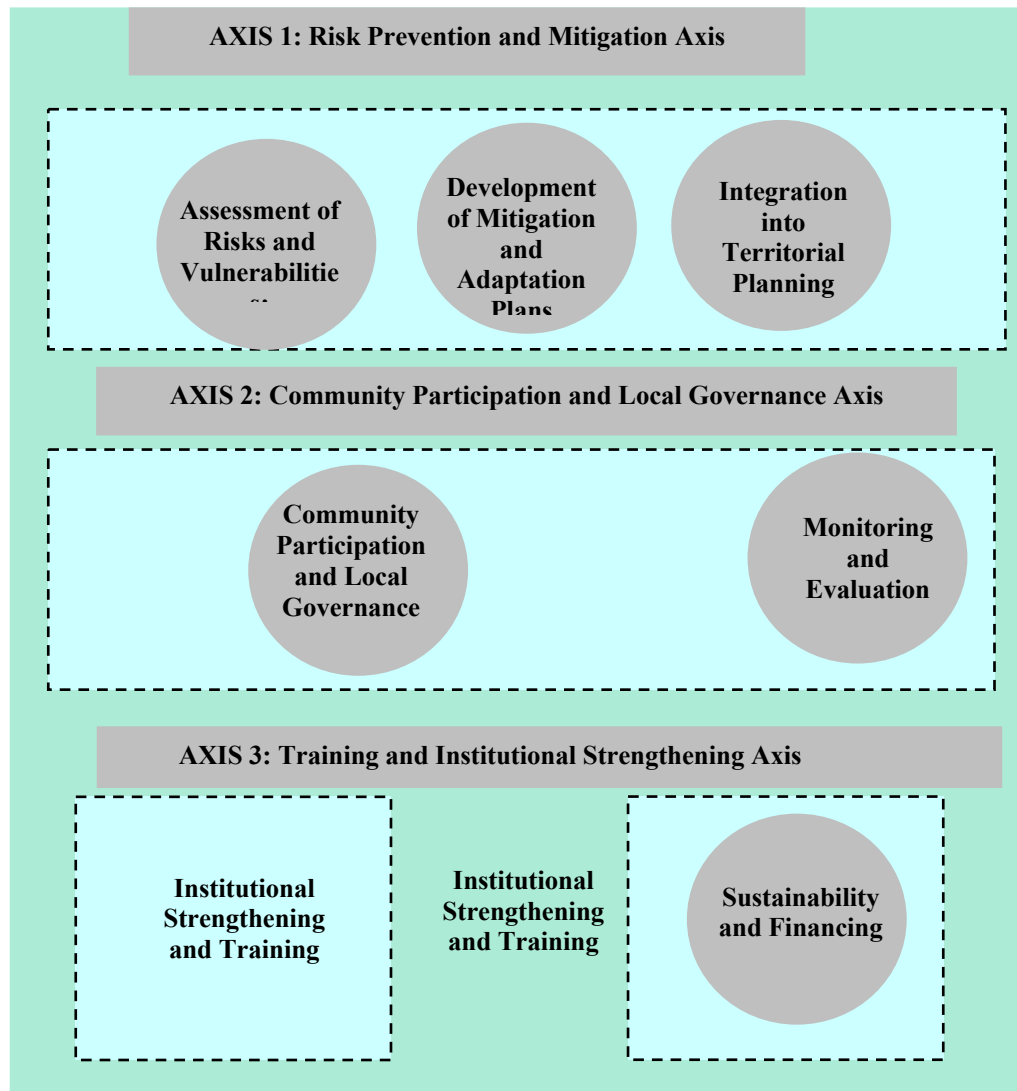 AXIS 1: Risk Prevention and Mitigation Axis
Assessment of
Risks and
Vulnerabilitie
s:
Development
of Mitigation
and
Adaptation
Plans
Integration
into
Territorial
Planning
AXIS 2: Community Participation and Local Governance Axis
Community
Participation
and Local
Governance
Monitoring
and
Evaluation
AXIS 3: Training and Institutional Strengthening Axis
Institutional
Strengthening
and Training
Institutional
Strengthening
and Training
Sustainability
and Financing